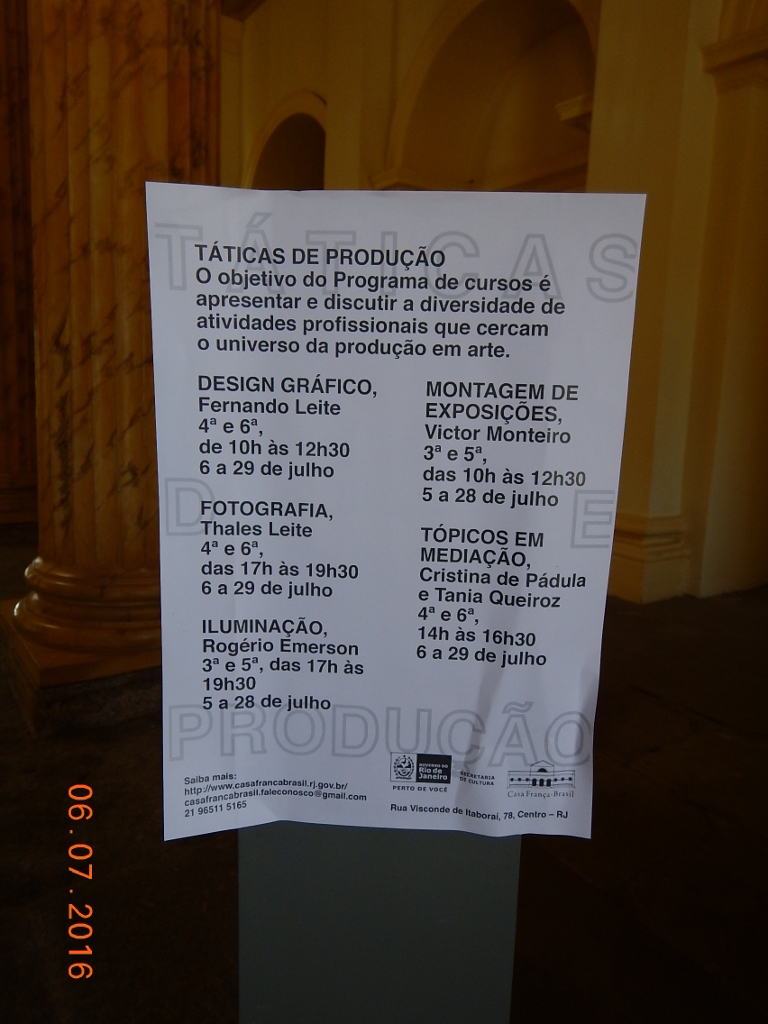 TÁTICAS
TÁTICAS DE PRODUÇÃO
O objetivo do Programa de cursos é
apresentar e discutir a diversidade de
atividades profissionais que cercam
o universo da produção em arte.
DESIGN GRÁFICO,
Fernando Leite
4ª e 6ª,
de 10h às 12h30
6 a 29 de julho
FOTOGRAFIA,
Thales Leite
4ª e 6ª,
das 17h às 19h30
6 a 29 de julho
ILUMINAÇÃO,
Rogério Emerson
3ª e 5ª, das 17h às
19h30
5 a 28 de julho
MONTAGEM DE
EXPOSIÇÕES,
Victor Monteiro
3ª e 5ª,
das 10h às 12h30
5 a 28 de julho
TÓPICOS EM
MEDIAÇÃO,
Cristina de Pádula
e Tania Queiroz
4ª e 6ª,
14h às 16h30
6 a 29 de julho
D E
PRODUÇÃO
Saiba mais:
http://www.casafrancabrasil.rj.gov.br/
casafrancabrasil.faleconosco@gmail.com
21 96511 5165
GOVERNO DO
Rio de
Janeiro
PERTO DE VOCÊ
SECRETARIA
DE CULTURA
Casa França-Brasil
Rua Visconde de Itaboraí, 78, Centro – RJ
06.07.2016